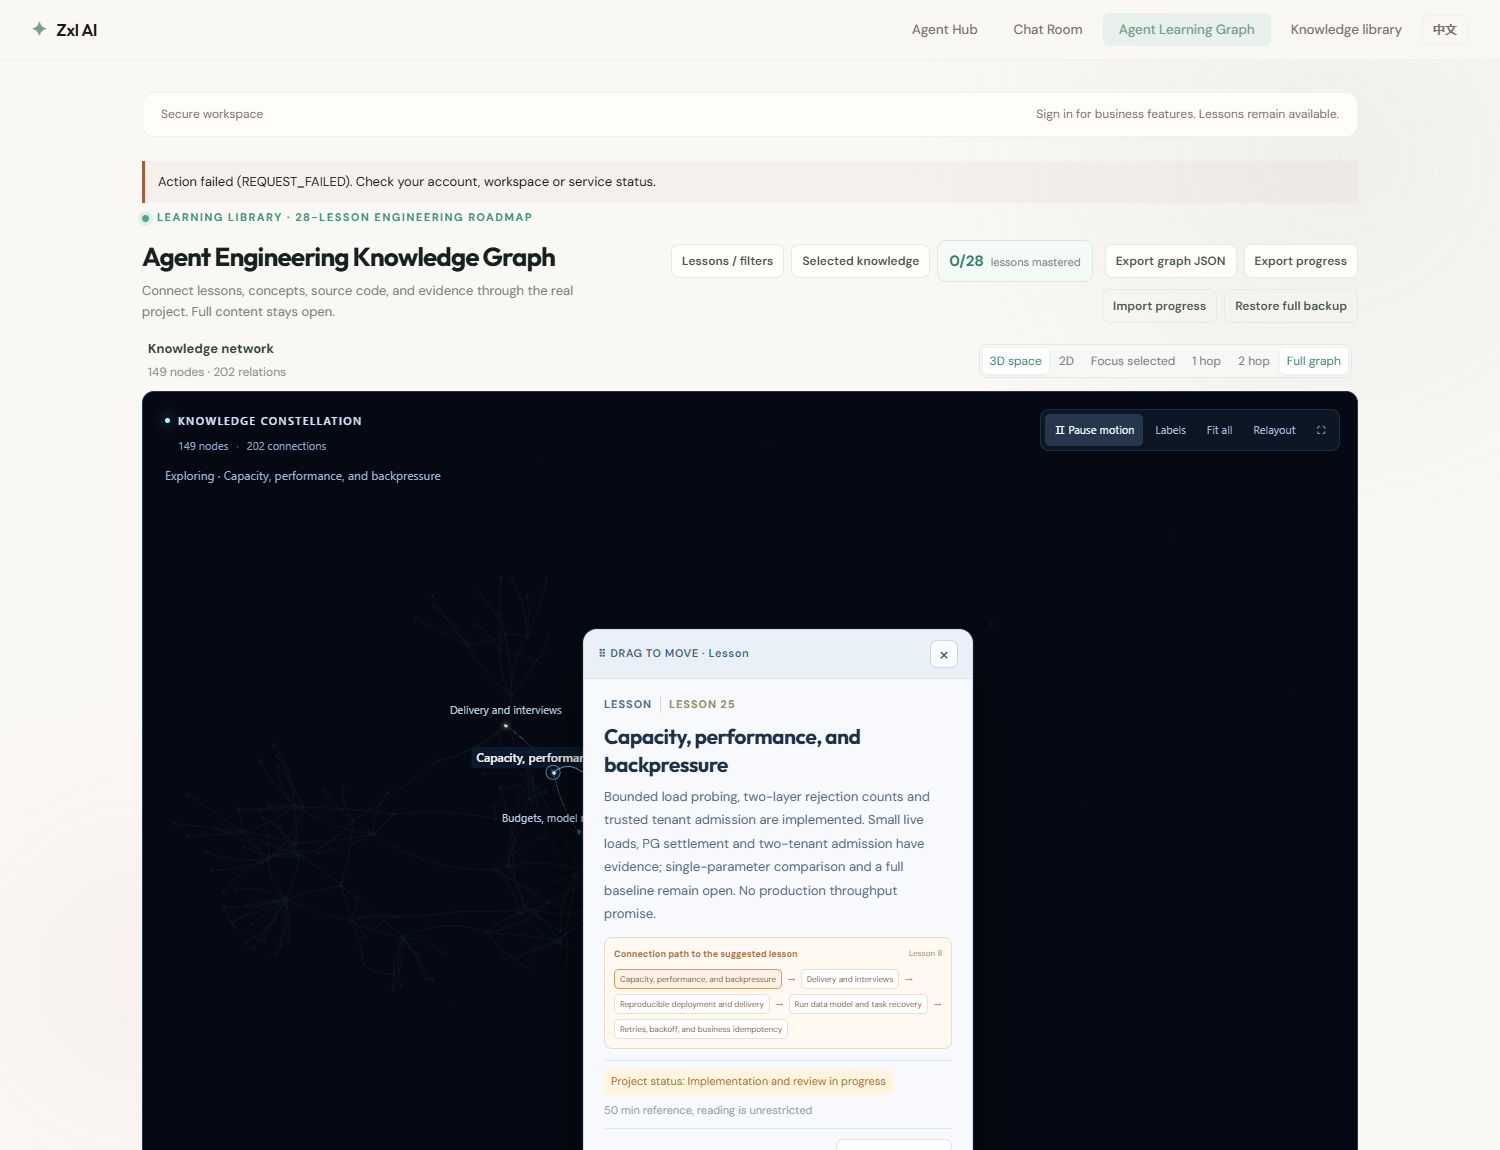 Zxl AI
Agent Hub
Chat Room
Agent Learning Graph
Knowledge library
中文
Secure workspace
Sign in for business features. Lessons remain available.
Action failed (REQUEST_FAILED). Check your account, workspace or service status.
LEARNING LIBRARY · 28-LESSON ENGINEERING ROADMAP
Agent Engineering Knowledge Graph
Connect lessons, concepts, source code, and evidence through the real
project. Full content stays open.
Lessons / filters
Selected knowledge
0/28 lessons mastered
Export graph JSON
Export progress
Import progress
Restore full backup
Knowledge network
149 nodes · 202 relations
3D space
2D
Focus selected
1 hop
2 hop
Full graph
KNOWLEDGE CONSTELLATION
149 nodes · 202 connections
Exploring · Capacity, performance, and backpressure
Pause motion
Labels
Fit all
Relayout
Delivery and interviews
Capacity, performan
Budgets, model
DRAG TO MOVE · Lesson
×
LESSON
LESSON 25
Capacity, performance, and
backpressure
Bounded load probing, two-layer rejection counts and
trusted tenant admission are implemented. Small live
loads, PG settlement and two-tenant admission have
evidence; single-parameter comparison and a full
baseline remain open. No production throughput
promise.
Connection path to the suggested lesson
Lesson 8
Capacity, performance, and backpressure → Delivery and interviews →
Reproducible deployment and delivery → Run data model and task recovery →
Retries, backoff, and business idempotency
Project status: Implementation and review in progress
50 min reference, reading is unrestricted